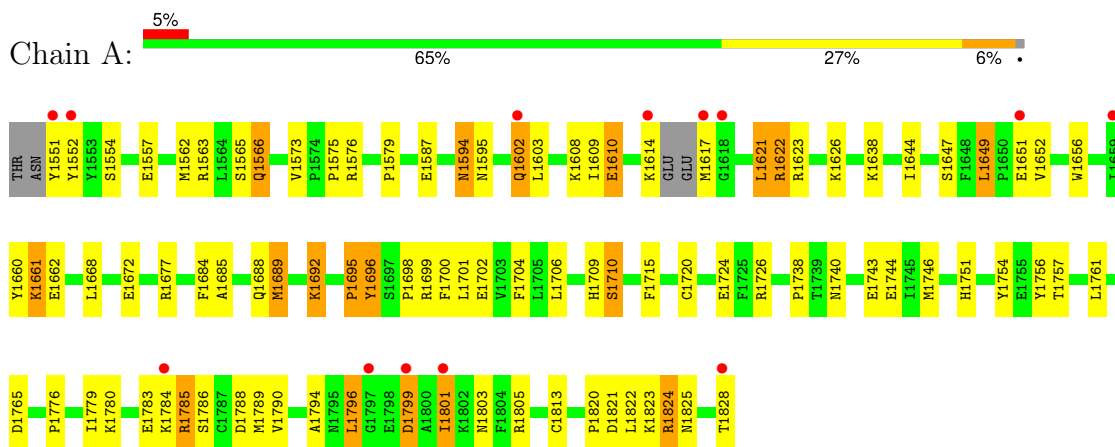 5%
Chain A:
65% 27% 6% •
THR ASN Y1551 Y1552 Y1553 S1554 E1557 M1562 R1563 L1564 S1565 Q1566 V1573 P1574 P1575 R1576 P1579 E1587 N1594 N1595 Q1602 L1603 K1608 I1609 E1610 K1614 GLU GLU M1617 G1618 L1621 R1622 R1623 K1626 K1638 I1644 S1647 F1648 L1649 P1650 E1651 V1652 W1656 I1659
Y1660 K1661 E1662 L1668 E1672 R1677 F1684 A1685 Q1688 M1689 K1692 P1695 Y1696 S1697 P1698 R1699 F1700 L1701 E1702 V1703 F1704 L1705 L1706 H1709 S1710 F1715 C1720 E1724 F1725 R1726 P1738 T1739 N1740 E1743 E1744 I1745 M1746 H1751 Y1754 E1755 Y1756 T1757 L1761
D1765 P1776 I1779 K1780 E1783 K1784 R1785 S1786 C1787 D1788 M1789 V1790 A1794 N1795 L1796 G1797 E1798 D1799 A1800 I1801 K1802 N1803 F1804 R1805 C1813 P1820 D1821 L1822 K1823 R1824 N1825 T1828